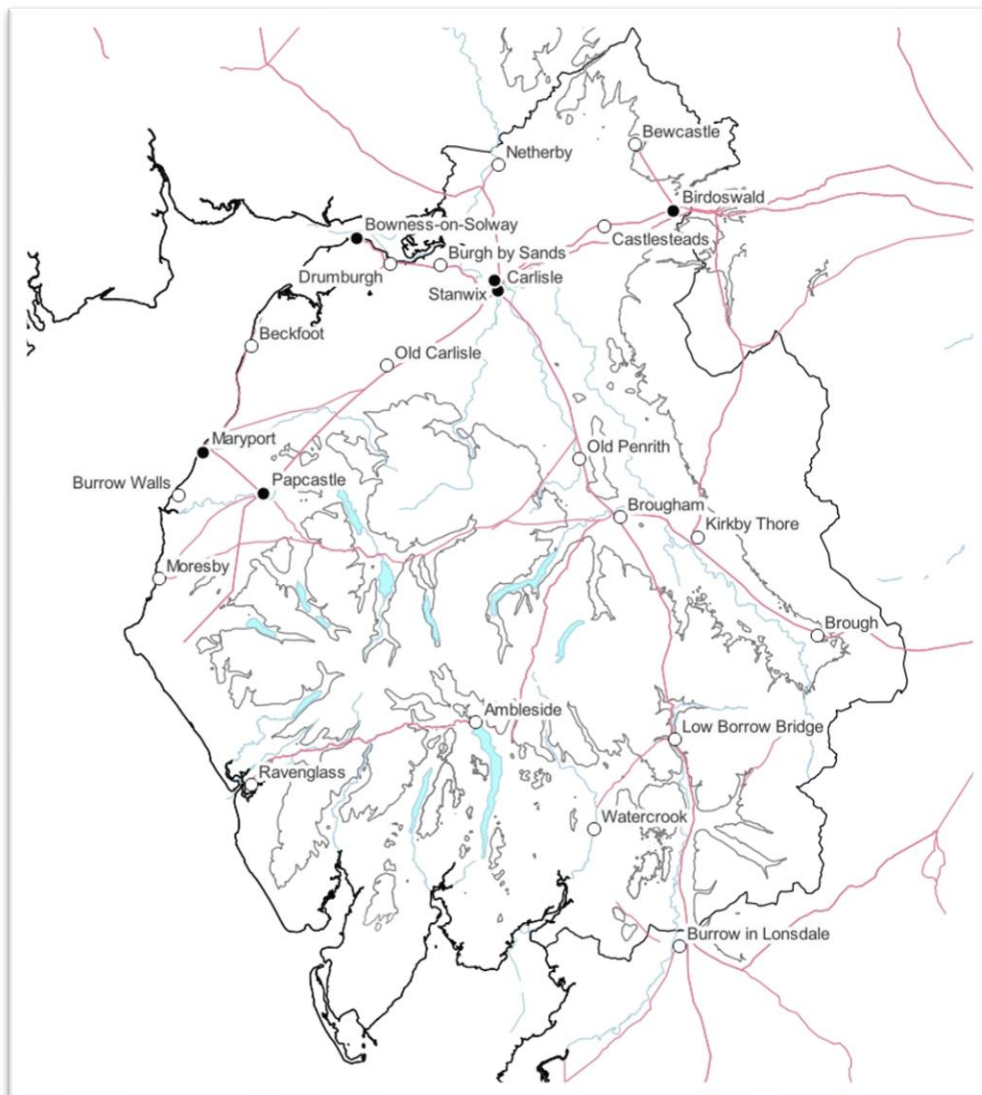 Bewcastle
Netherby
Birdoswald
Bowness-on-Solway
Castlesteads
Burgh by Sands
Drumburgh
Carlisle
Stanwix
Beckfoot
Old Carlisle
Maryport
Old Penrith
Papcastle
Burrow Walls
Brougham
Kirkby Thore
Moresby
Brough
Ambleside
Low Borrow Bridge
Ravenglass
Watercrook
Burrow in Lonsdale